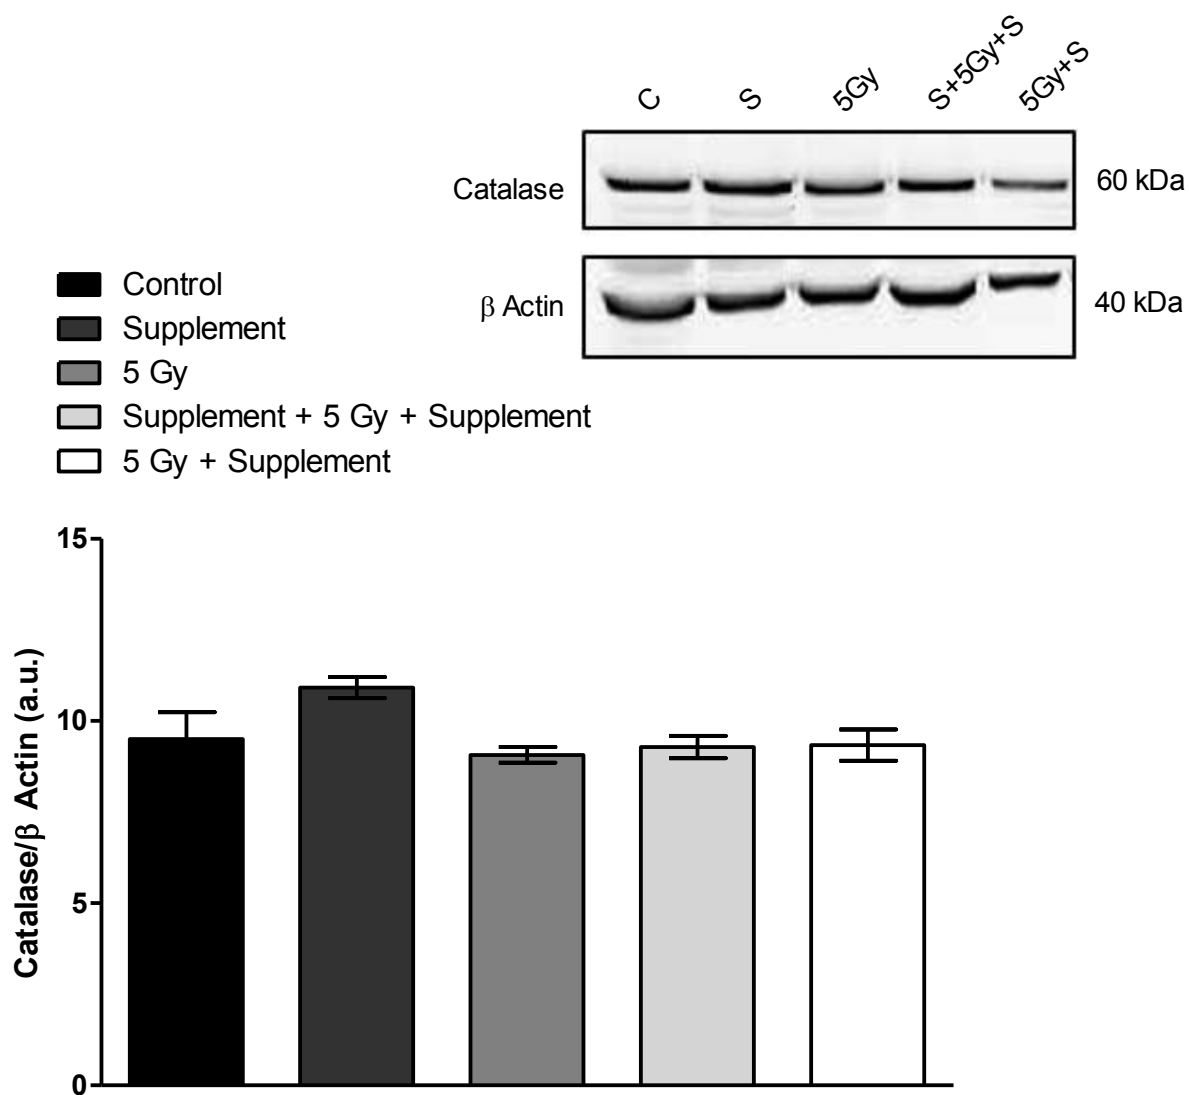 C S 5Gy S+5Gy+S 5Gy+S
Catalase 60 kDa
β Actin 40 kDa
Control
Supplement
5 Gy
Supplement + 5 Gy + Supplement
5 Gy + Supplement
15
10
5
0
Catalase/β Actin (a.u.)